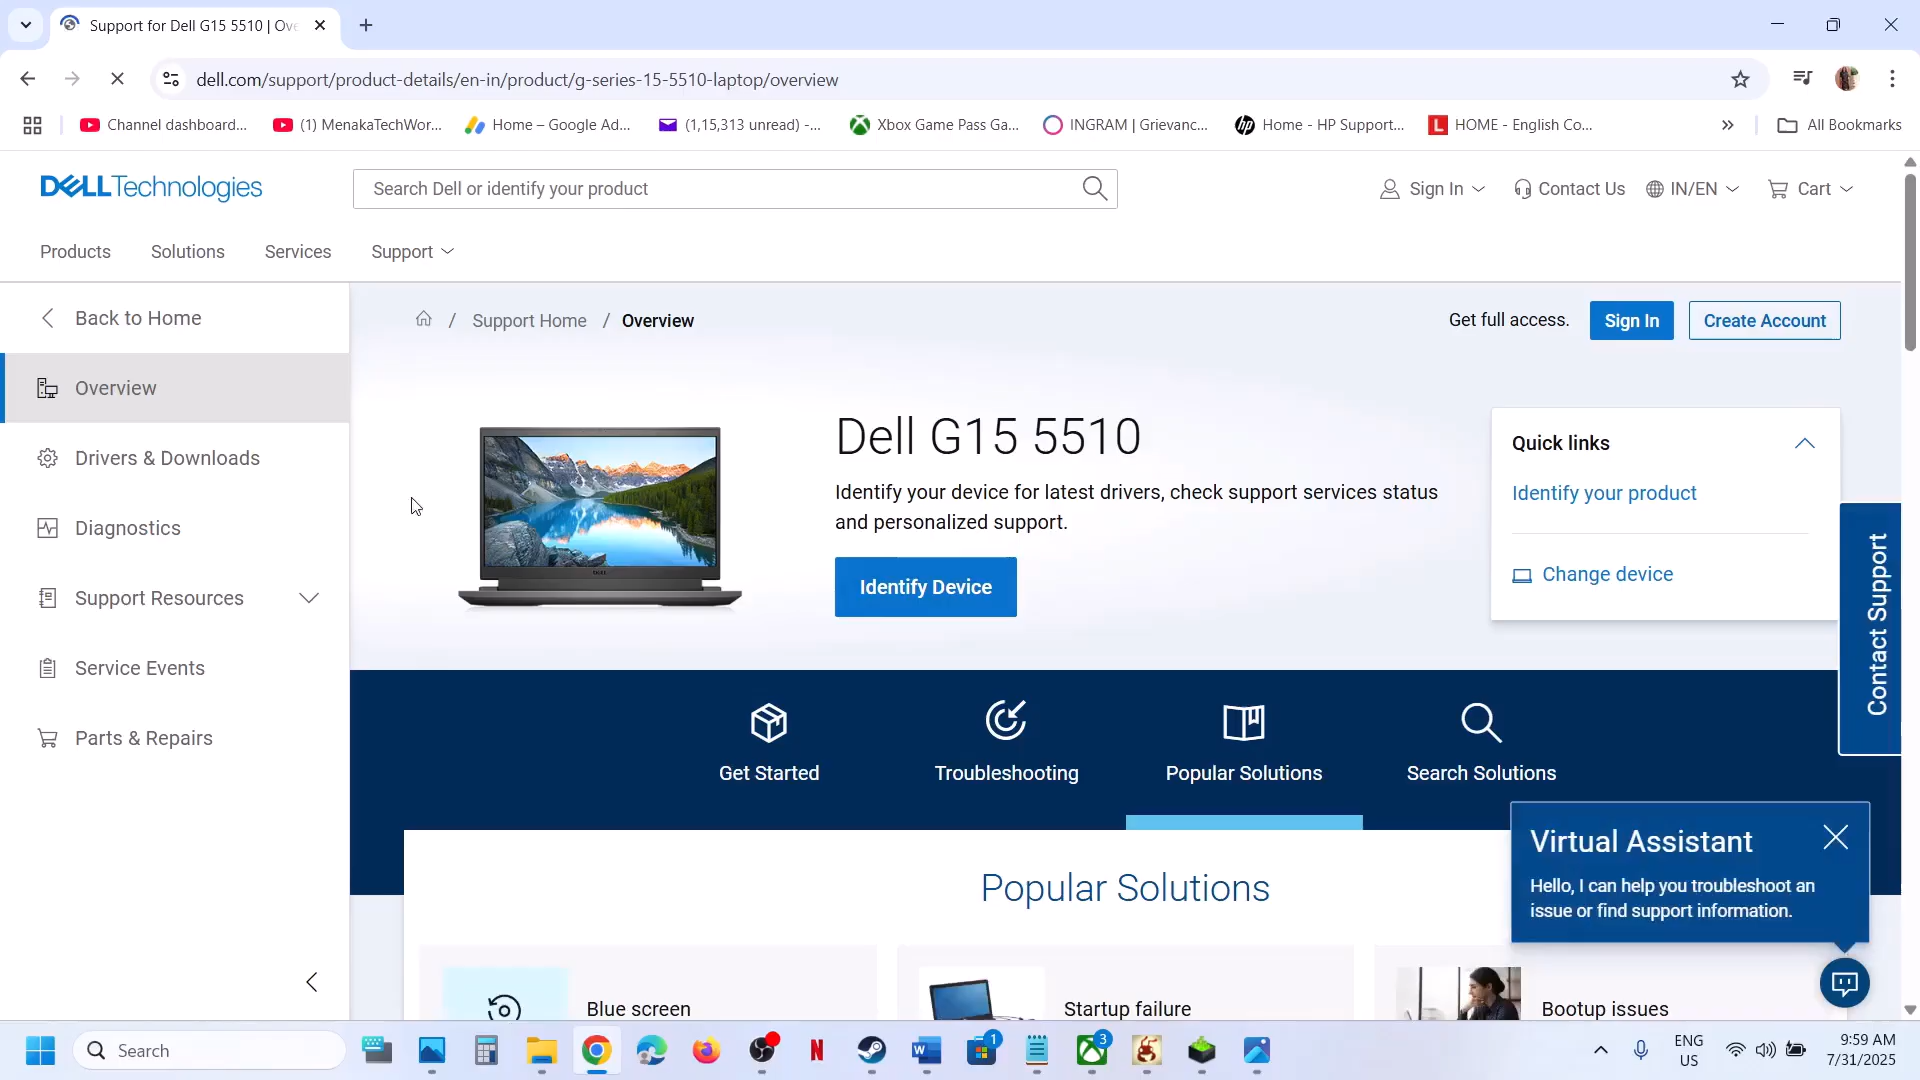 Support for Dell G15 5510 | Ove
dell.com/support/product-details/en-in/product/g-series-15-5510-laptop/overview
Channel dashboard...
(1) MenakaTechWor...
Home – Google Ad...
(1,15,313 unread) -...
Xbox Game Pass Ga...
INGRAM | Grievanc...
Home - HP Support...
HOME - English Co...
All Bookmarks
DELLTechnologies
Search Dell or identify your product
Sign In
Contact Us
IN/EN
Cart
Products
Solutions
Services
Support
Back to Home
Overview
Drivers & Downloads
Diagnostics
Support Resources
Service Events
Parts & Repairs
/ Support Home / Overview
Get full access.
Sign In
Create Account
Dell G15 5510
Identify your device for latest drivers, check support services status
and personalized support.
Identify Device
Quick links
Identify your product
Change device
Contact Support
Get Started
Troubleshooting
Popular Solutions
Search Solutions
Popular Solutions
Blue screen
Startup failure
Bootup issues
Virtual Assistant
Hello, I can help you troubleshoot an
issue or find support information.
Search
1
3
ENG
US
9:59 AM
7/31/2025